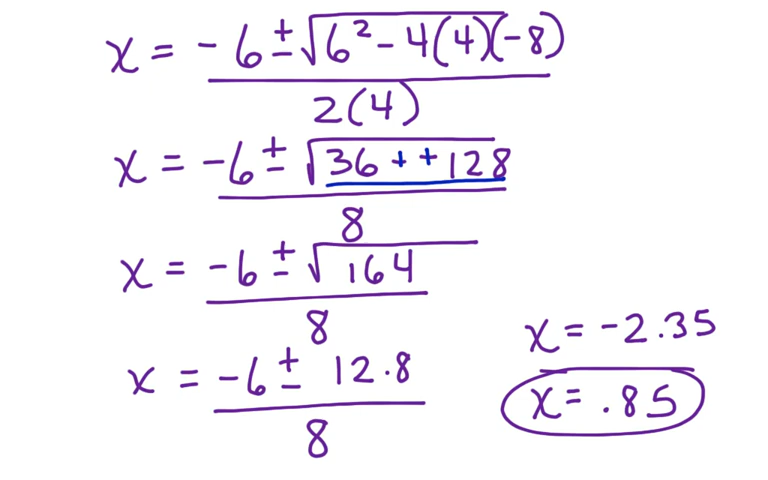 x = -6 ± √6² - 4(4)(-8)
2(4)
x = -6 ± √36 + + 128
8
x = -6 ± √164
8
x = -6 ± 12.8
8
x = -2.35
x = .85